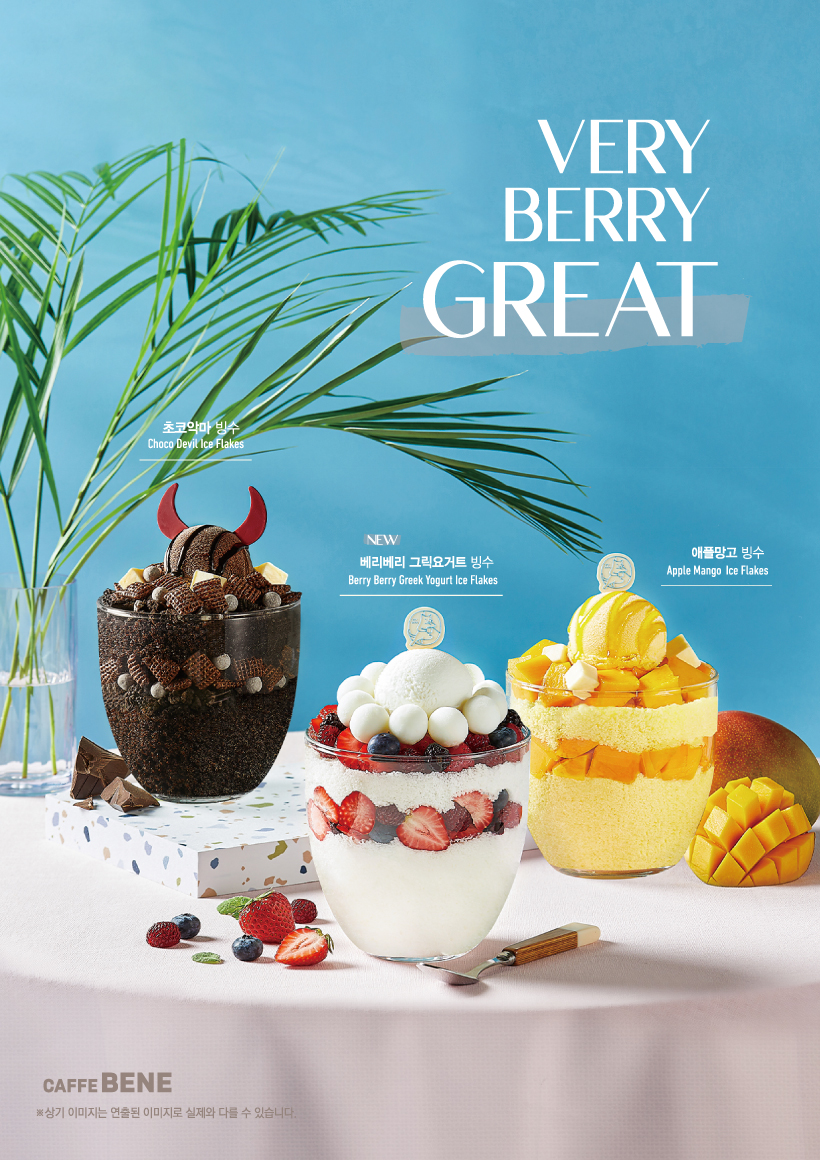 VERY
BERRY
GREAT
초코악마 빙수
Choco Devil Ice Flakes
NEW
베리베리 그릭요거트 빙수
Berry Berry Greek Yogurt Ice Flakes
애플망고 빙수
Apple Mango Ice Flakes
CAFFE BENE
※상기 이미지는 연출된 이미지로 실제와 다를 수 있습니다.